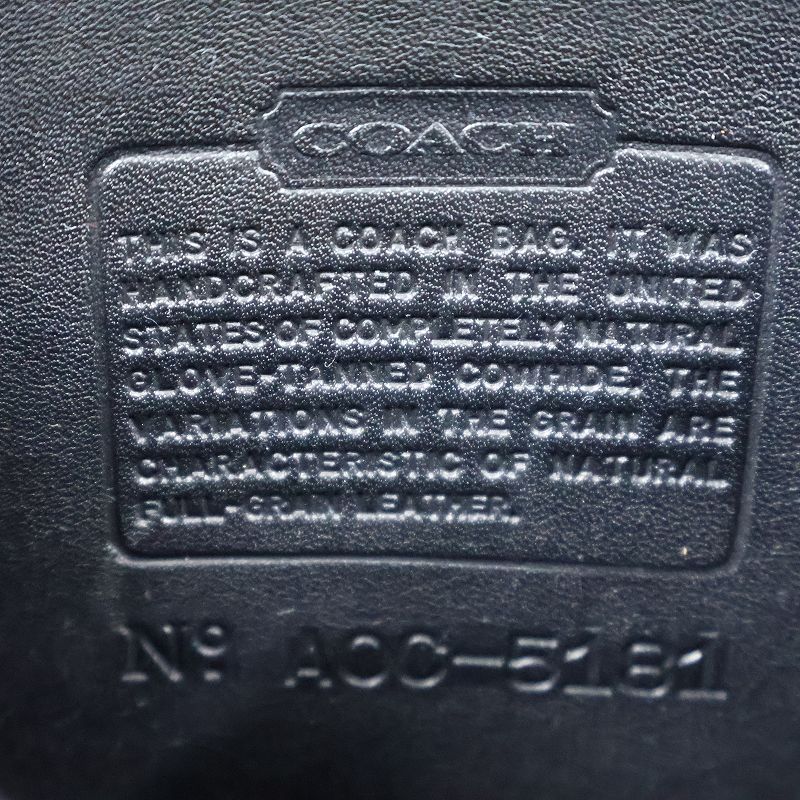 COACH
THIS IS A COACH BAG. IT WAS
HANDCRAFTED IN THE UNITED
STATES OF COMPLETELY NATURAL
GLOVE-TANNED COWHIDE. THE
VARIATIONS IN THE GRAIN ARE
CHARACTERISTIC OF NATURAL
FULL-GRAIN LEATHER.
Nº AOC-5181